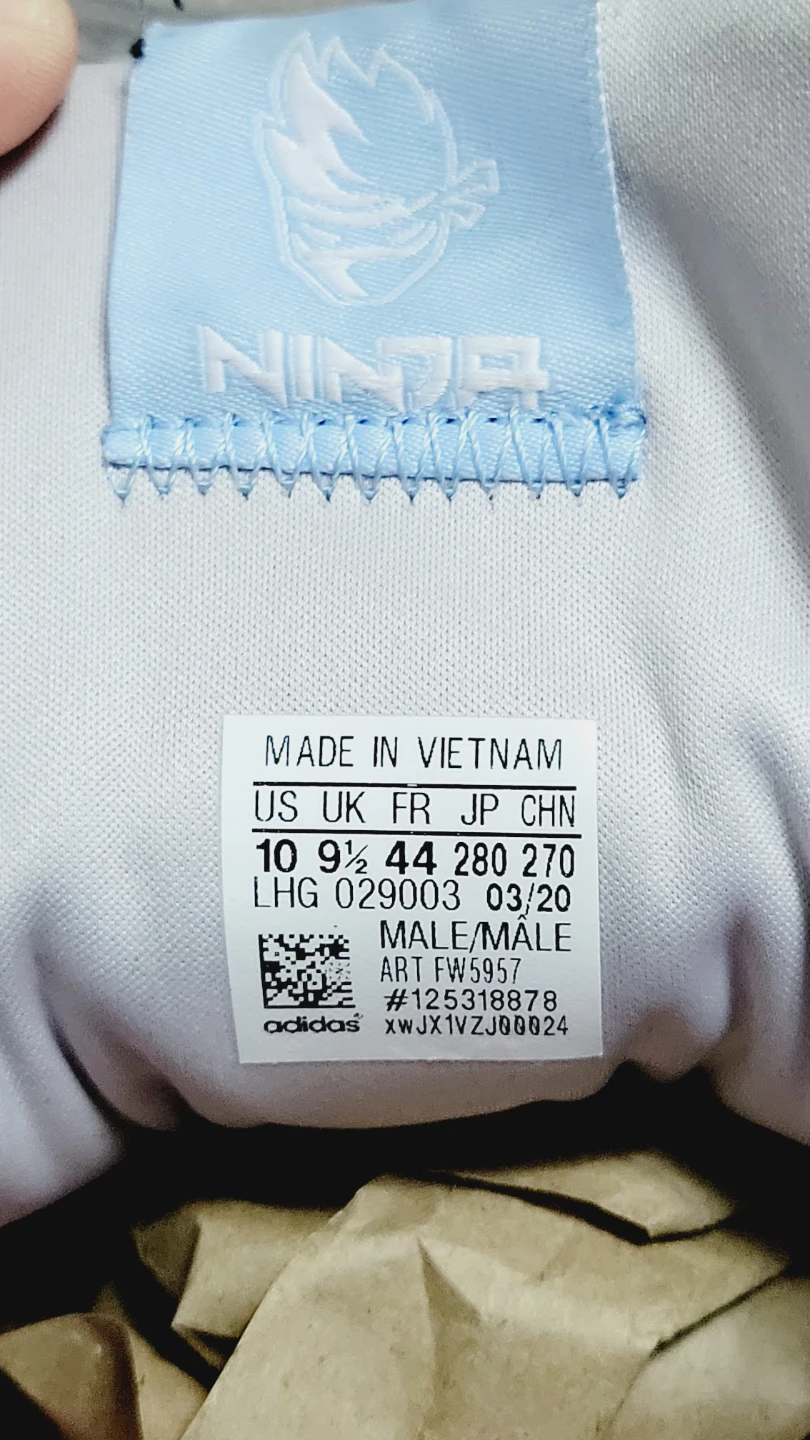 NINJA
MADE IN VIETNAM
US UK FR JP CHN
10 9½ 44 280 270
LHG 029003 03/20
MALE/MÂLE
ART FW5957
#125318878
adidas xwJX1VZJ00024